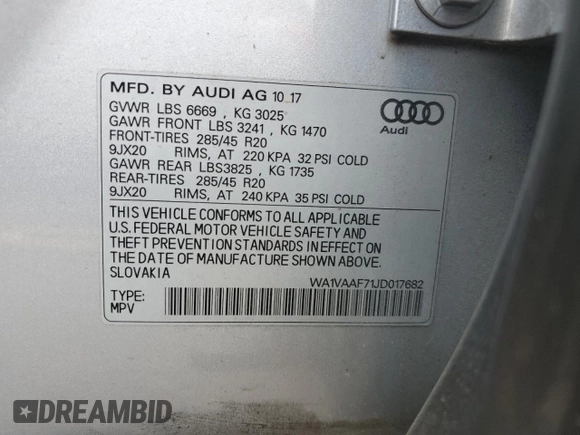 MFD. BY AUDI AG 10 17
GVWR LBS 6669 , KG 3025
GAWR FRONT LBS 3241 , KG 1470
FRONT-TIRES 285/45 R20
9JX20 RIMS, AT 220 KPA 32 PSI COLD
GAWR REAR LBS3825 , KG 1735
REAR-TIRES 285/45 R20
9JX20 RIMS, AT 240 KPA 35 PSI COLD
Audi
THIS VEHICLE CONFORMS TO ALL APPLICABLE
U.S. FEDERAL MOTOR VEHICLE SAFETY AND
THEFT PREVENTION STANDARDS IN EFFECT ON
THE DATE OF MANUFACTURE SHOWN ABOVE.
SLOVAKIA
WA1VAAF71JD017682
TYPE:
MPV
DREAMBID